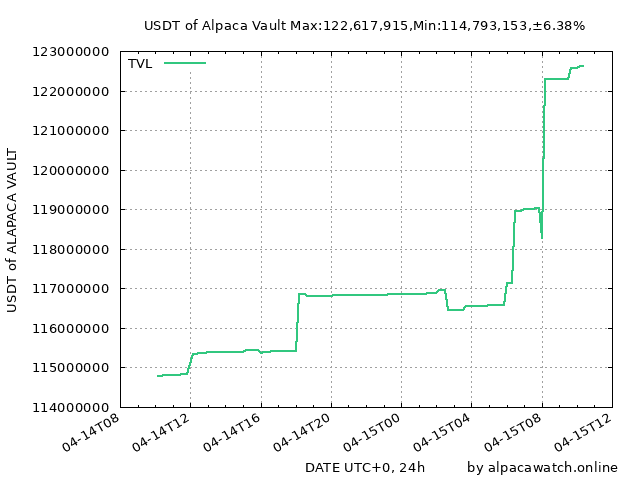 USDT of Alpaca Vault Max:122,617,915,Min:114,793,153,±6.38%
TVL
123000000
122000000
121000000
120000000
119000000
118000000
117000000
116000000
115000000
114000000
USDT of ALAPACA VAULT
04-14T08
04-14T12
04-14T16
04-14T20
04-15T00
04-15T04
04-15T08
04-15T12
DATE UTC+0, 24h by alpacawatch.online